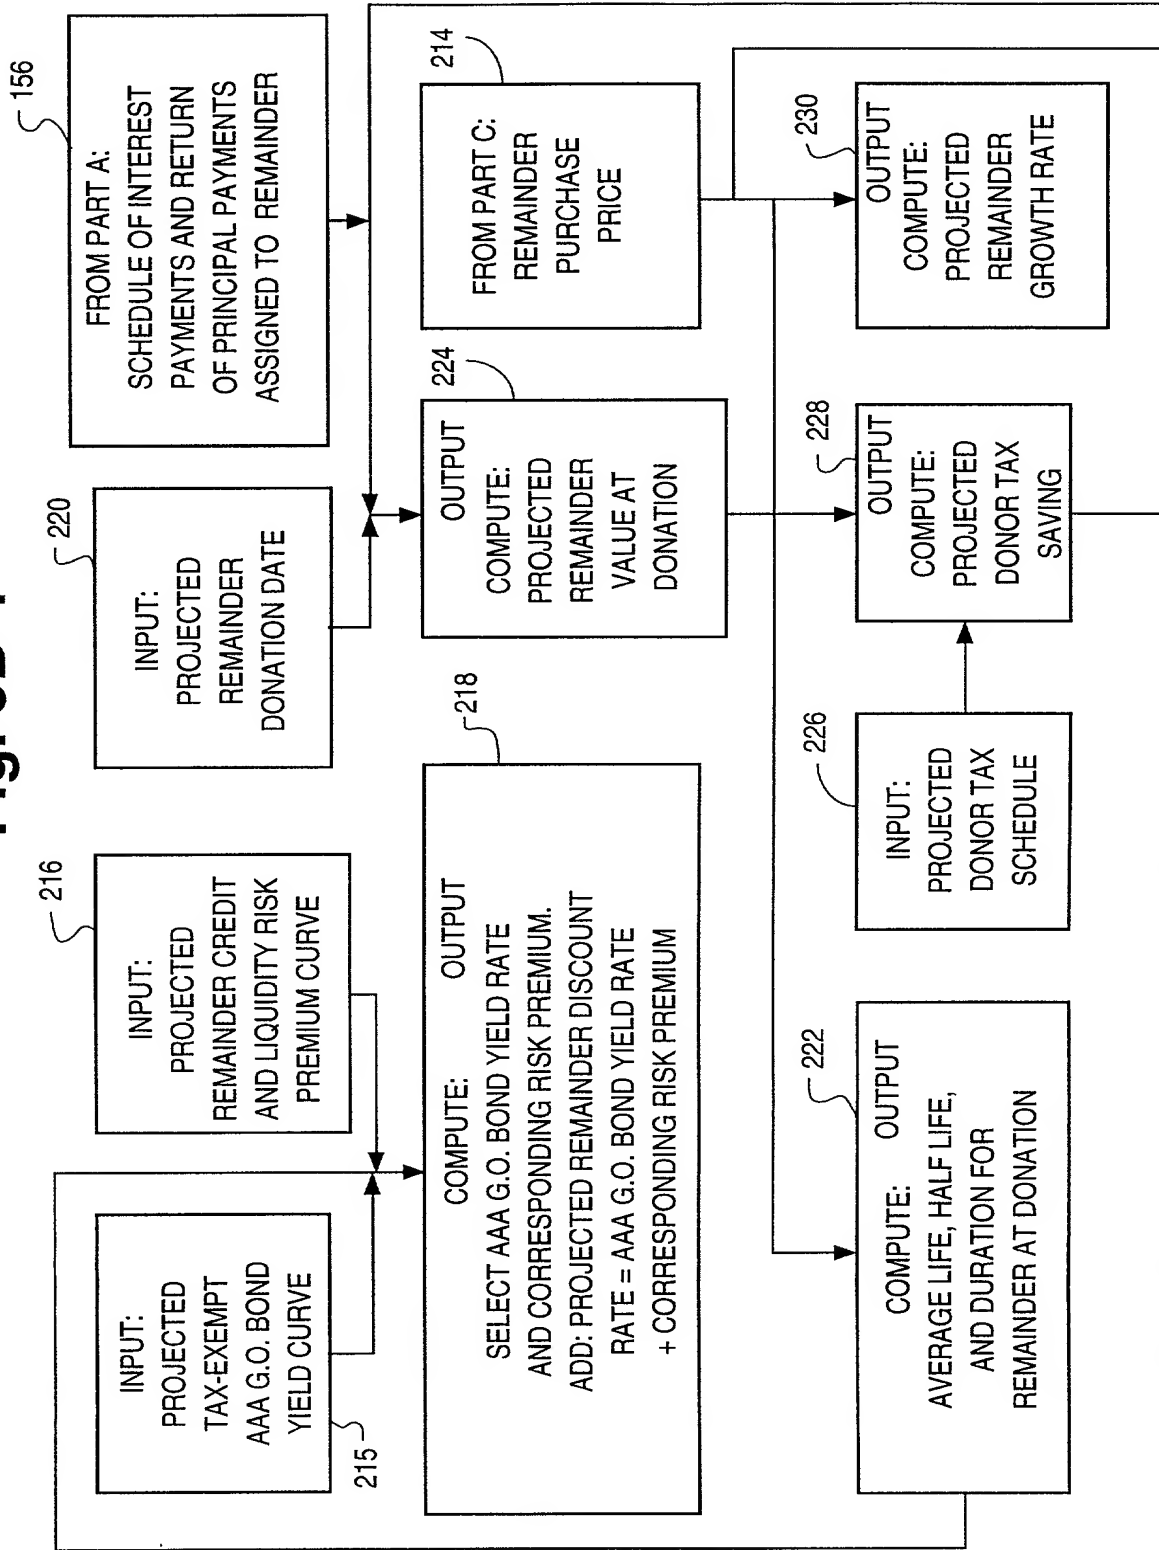 INPUT:
PROJECTED
TAX-EXEMPT
AAA G.O. BOND
YIELD CURVE
215
216
INPUT:
PROJECTED
REMAINDER CREDIT
AND LIQUIDITY RISK
PREMIUM CURVE
220
INPUT:
PROJECTED
REMAINDER
DONATION DATE
156
FROM PART A:
SCHEDULE OF INTEREST
PAYMENTS AND RETURN
OF PRINCIPAL PAYMENTS
ASSIGNED TO REMAINDER
218
COMPUTE: OUTPUT
SELECT AAA G.O. BOND YIELD RATE
AND CORRESPONDING RISK PREMIUM.
ADD: PROJECTED REMAINDER DISCOUNT
RATE = AAA G.O. BOND YIELD RATE
+ CORRESPONDING RISK PREMIUM
224
OUTPUT
COMPUTE:
PROJECTED
REMAINDER
VALUE AT
DONATION
214
FROM PART C:
REMAINDER
PURCHASE
PRICE
222
COMPUTE: OUTPUT
AVERAGE LIFE, HALF LIFE,
AND DURATION FOR
REMAINDER AT DONATION
226
INPUT:
PROJECTED
DONOR TAX
SCHEDULE
228
OUTPUT
COMPUTE:
PROJECTED
DONOR TAX
SAVING
230
OUTPUT
COMPUTE:
PROJECTED
REMAINDER
GROWTH RATE